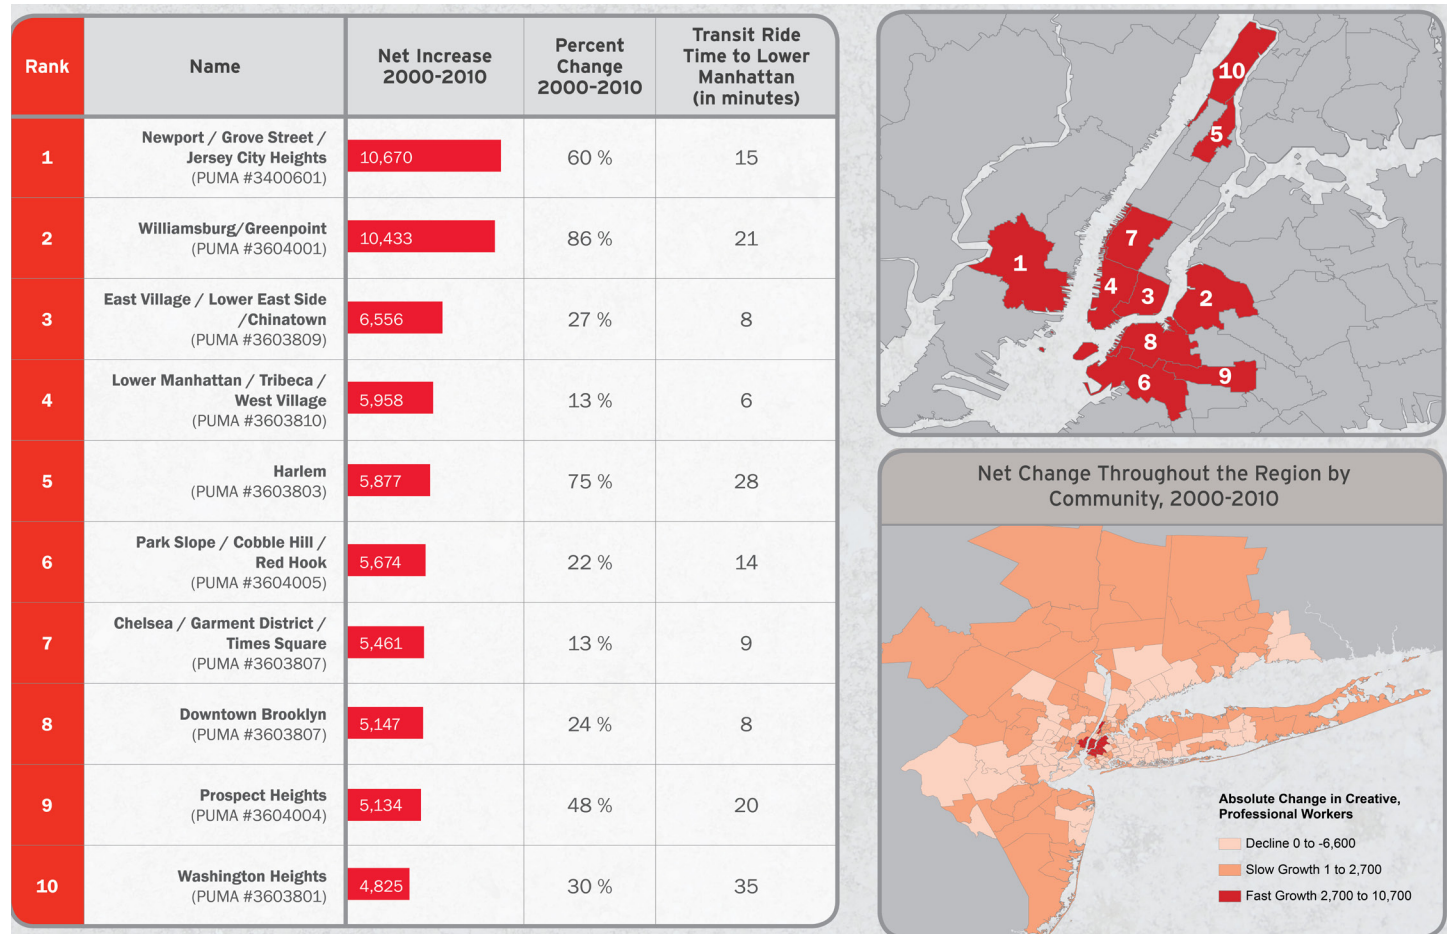 Rank
Name
Net Increase
2000-2010
Percent
Change
2000-2010
Transit Ride
Time to Lower
Manhattan
(in minutes)
1
Newport / Grove Street /
Jersey City Heights
(PUMA #3400601)
10,670
60 %
15
2
Williamsburg/Greenpoint
(PUMA #3604001)
10,433
86 %
21
3
East Village / Lower East Side
/Chinatown
(PUMA #3603809)
6,556
27 %
8
4
Lower Manhattan / Tribeca /
West Village
(PUMA #3603810)
5,958
13 %
6
5
Harlem
(PUMA #3603803)
5,877
75 %
28
6
Park Slope / Cobble Hill /
Red Hook
(PUMA #3604005)
5,674
22 %
14
7
Chelsea / Garment District /
Times Square
(PUMA #3603807)
5,461
13 %
9
8
Downtown Brooklyn
(PUMA #3603807)
5,147
24 %
8
9
Prospect Heights
(PUMA #3604004)
5,134
48 %
20
10
Washington Heights
(PUMA #3603801)
4,825
30 %
35
10
5
7
1
4
3
2
8
6
9
Net Change Throughout the Region by
Community, 2000-2010
Absolute Change in Creative,
Professional Workers
Decline 0 to -6,600
Slow Growth 1 to 2,700
Fast Growth 2,700 to 10,700